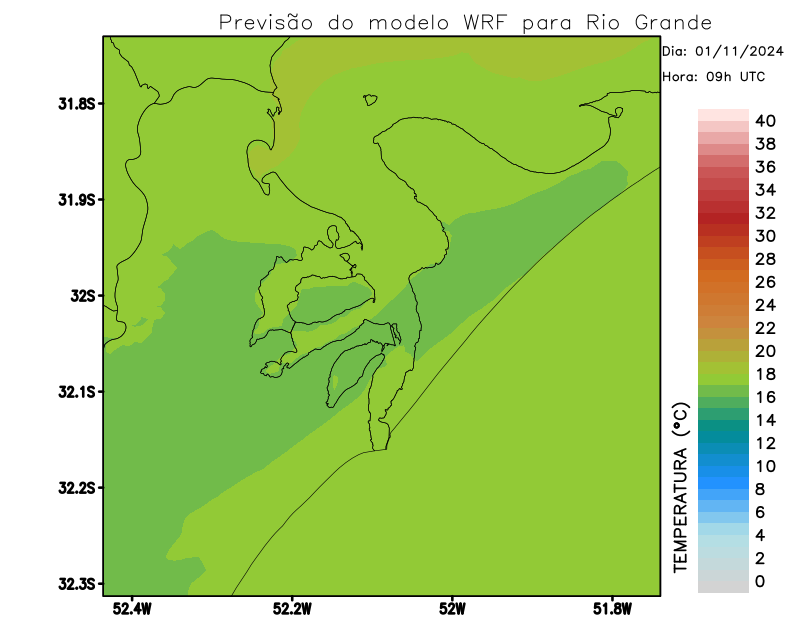 Previsão do modelo WRF para Rio Grande
Dia: 01/11/2024
Hora: 09h UTC
31.8S
31.9S
32S
32.1S
32.2S
32.3S
52.4W
52.2W
52W
51.8W
TEMPERATURA (°C)
40
38
36
34
32
30
28
26
24
22
20
18
16
14
12
10
8
6
4
2
0